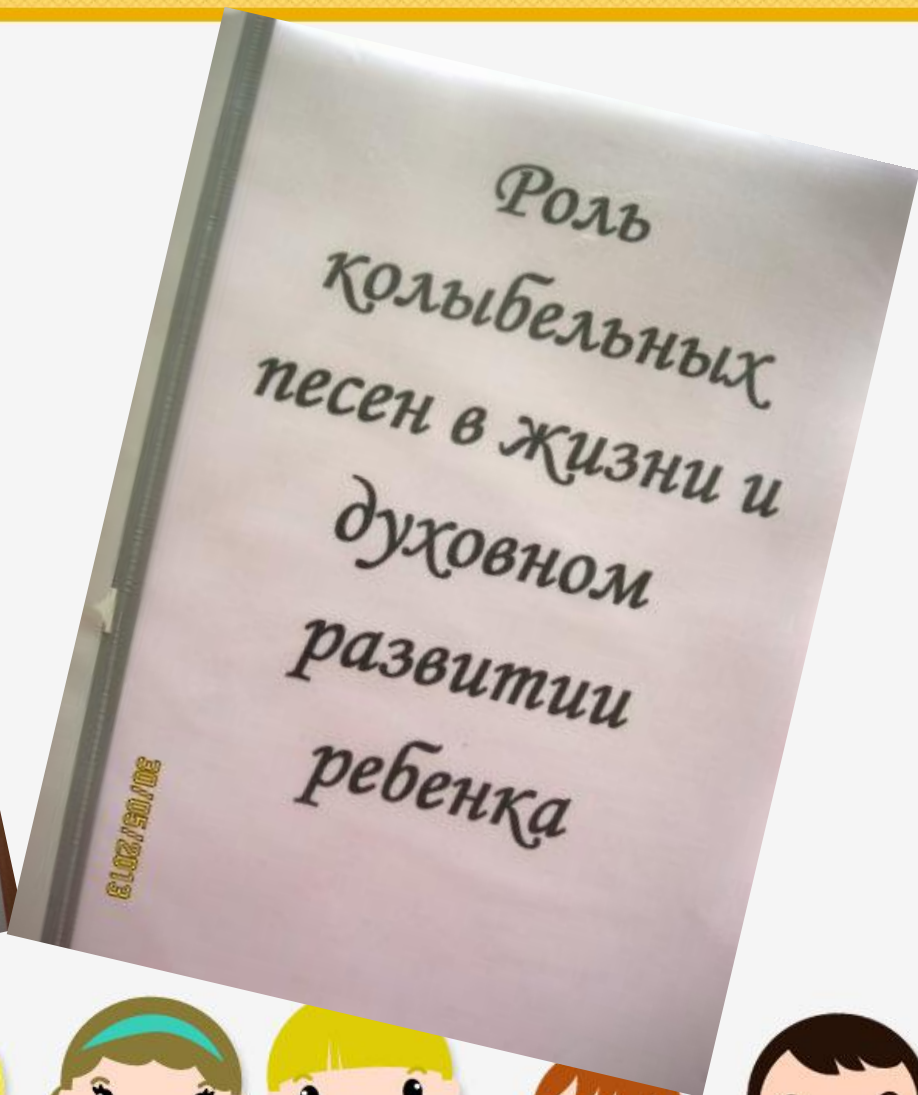 Роль
колыбельных
песен в жизни и
духовном
развитии
ребенка
30/05/2013